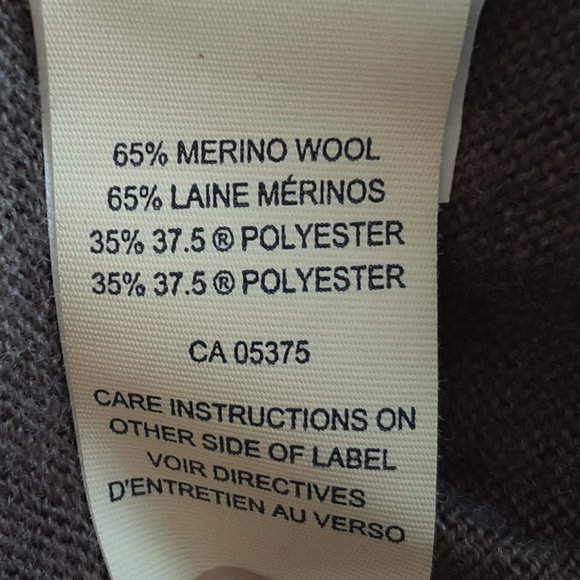 65% MERINO WOOL
65% LAINE MÉRINOS
35% 37.5 ® POLYESTER
35% 37.5 ® POLYESTER
CA 05375
CARE INSTRUCTIONS ON
OTHER SIDE OF LABEL
VOIR DIRECTIVES
D'ENTRETIEN AU VERSO